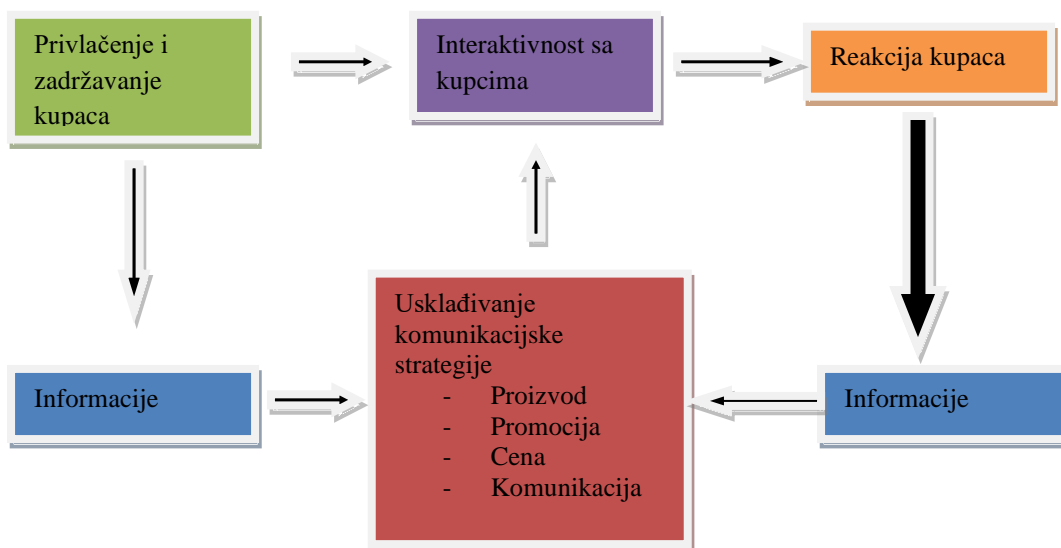 Privlačenje i
zadržavanje
kupaca
Interaktivnost sa
kupcima
Reakcija kupaca
Informacije
Usklađivanje
komunikacijske
strategije
- Proizvod
- Promocija
- Cena
- Komunikacija
Informacije